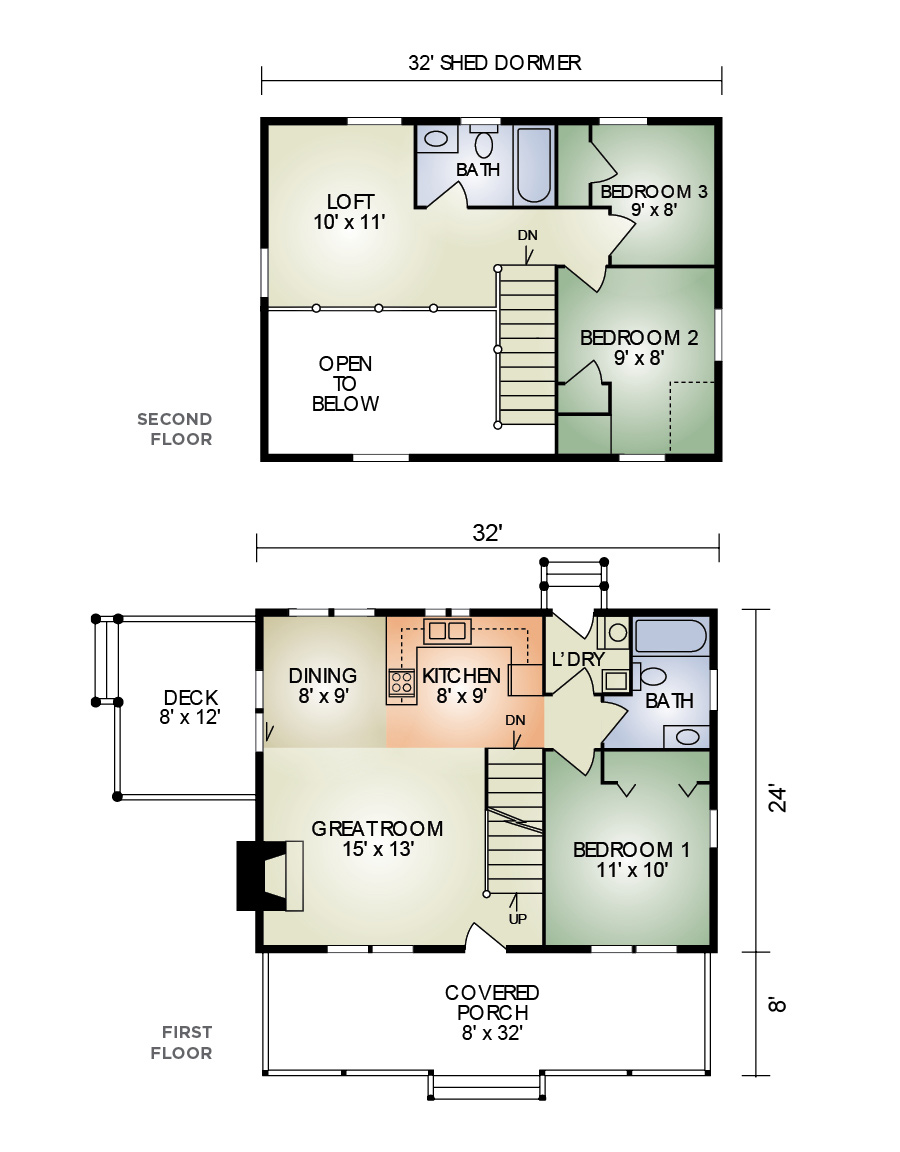 32' SHED DORMER
BATH
LOFT
10' x 11'
BEDROOM 3
9' x 8'
DN
BEDROOM 2
9' x 8'
OPEN
TO
BELOW
SECOND
FLOOR
32'
L'DRY
DINING
8' x 9'
KITCHEN
8' x 9'
DECK
8' x 12'
BATH
DN
24'
GREATROOM
15' x 13'
BEDROOM 1
11' x 10'
UP
COVERED
PORCH
8' x 32'
8'
FIRST
FLOOR